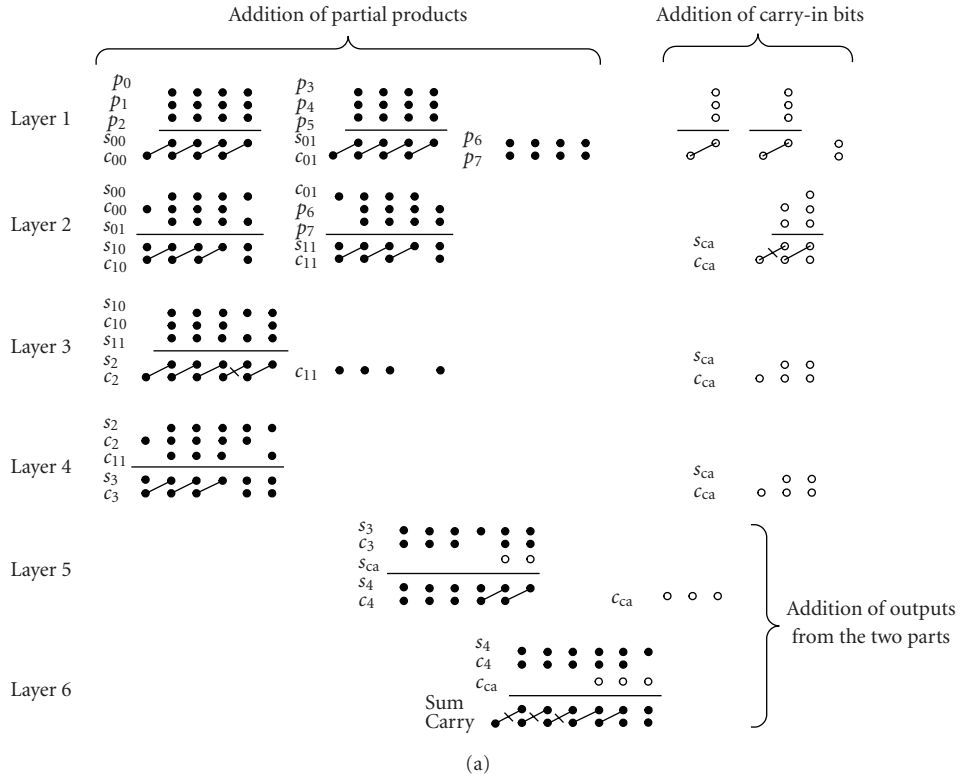 Addition of partial products
Addition of carry-in bits
Layer 1
p0
p1
p2
s00
c00
p3
p4
p5
s01
c01
p6
p7
Layer 2
s00
c00
s01
s10
c10
c01
p6
p7
s11
c11
sca
cca
Layer 3
s10
c10
s11
s2
c2
c11
sca
cca
Layer 4
s2
c2
c11
s3
c3
sca
cca
Layer 5
s3
c3
sca
s4
c4
cca
Addition of outputs
from the two parts
Layer 6
s4
c4
cca
Sum
Carry
(a)